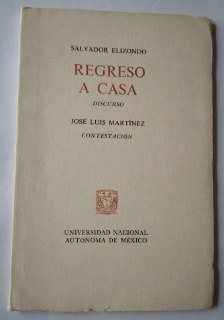 SALVADOR ELIZONDO
REGRESO
A CASA
DISCURSO
JOSÉ LUIS MARTÍNEZ
CONTESTACIÓN
UNIVERSIDAD NACIONAL
AUTÓNOMA DE MÉXICO